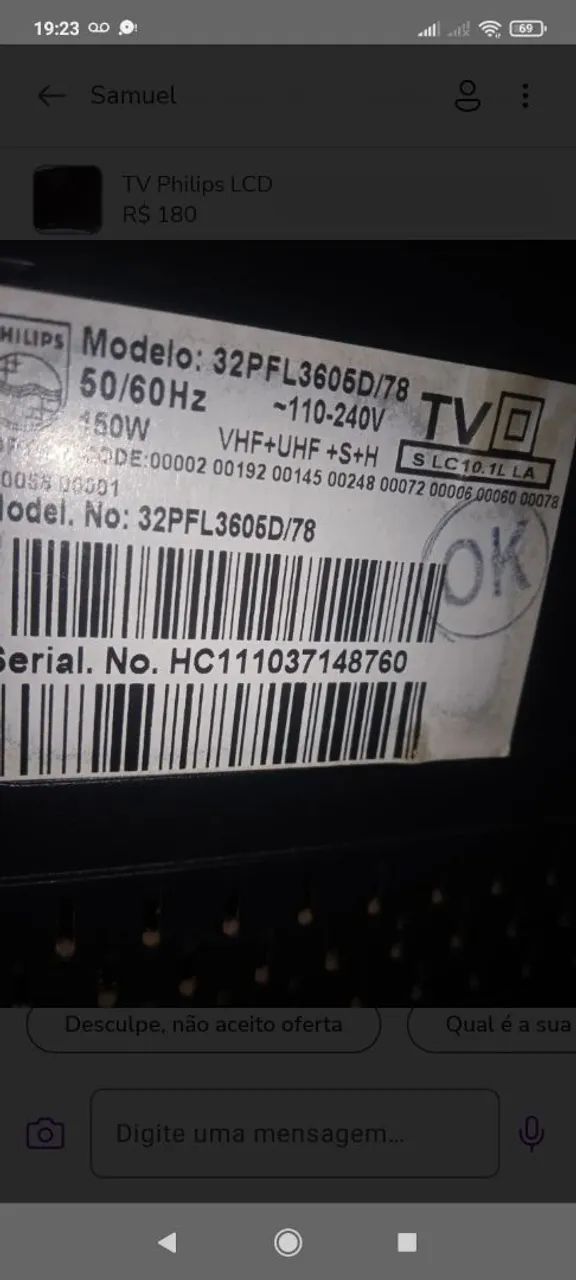 19:23
69
Samuel
TV Philips LCD
R$ 180
PHILIPS
Modelo: 32PFL3605D/78
50/60Hz ~110-240V
150W VHF+UHF +S+H
TV
S LC10.1L LA
CODE:00002 00192 00145 00248 00072 00006 00060 00078
00001
Model. No: 32PFL3605D/78
OK
Serial. No. HC111037148760
Desculpe, não aceito oferta
Qual é a sua
Digite uma mensagem...